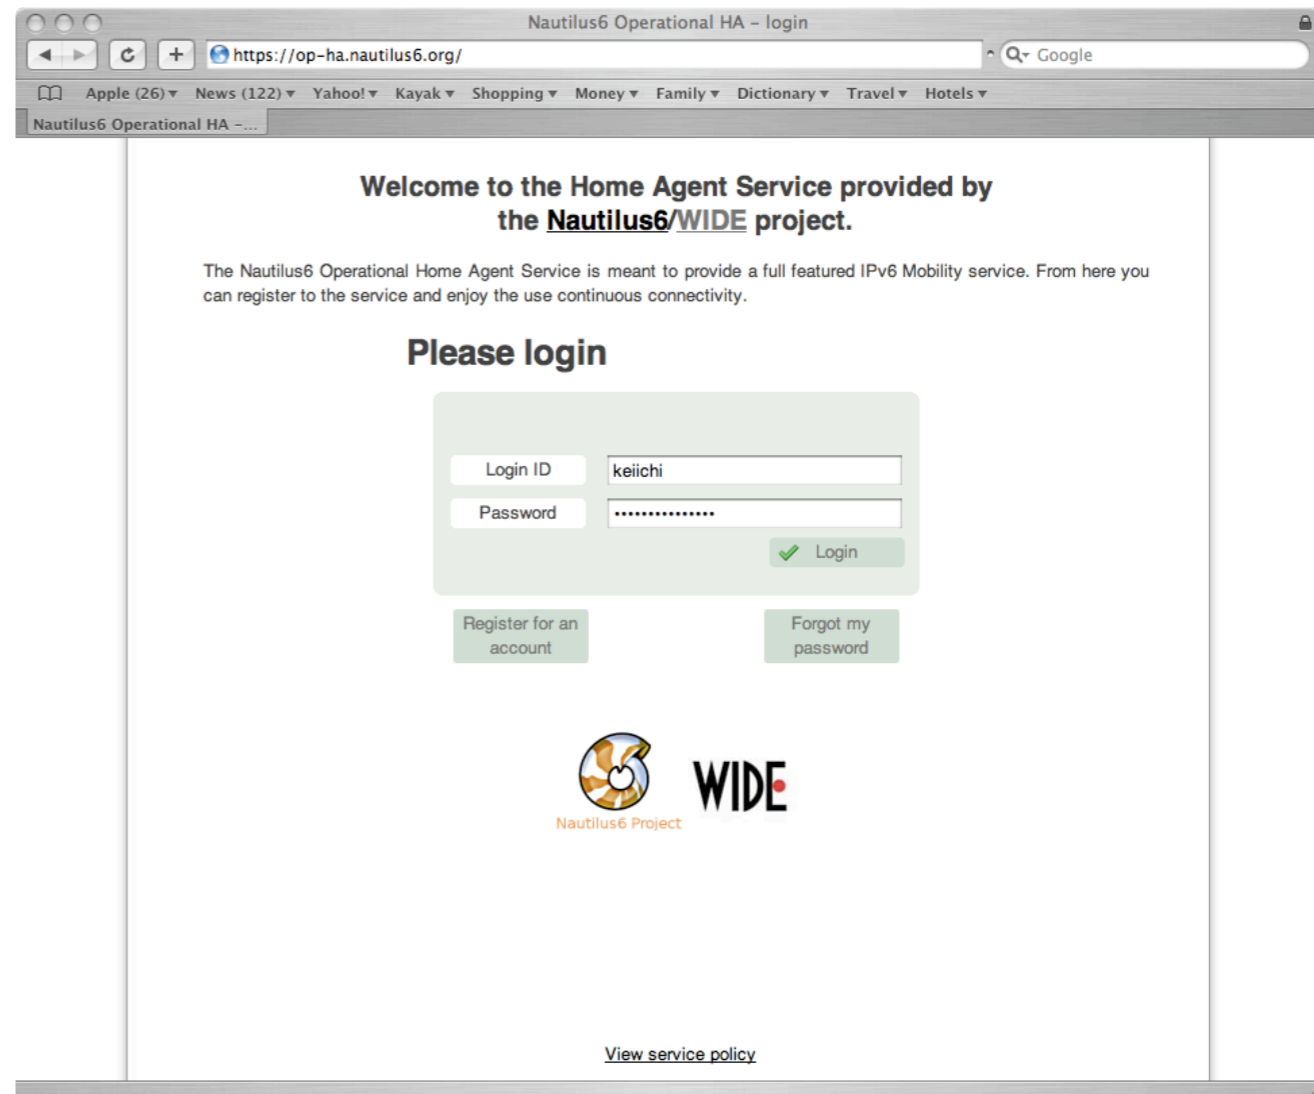 Nautilus6 Operational HA – login
https://op-ha.nautilus6.org/
Google
Apple (26) News (122) Yahoo! Kayak Shopping Money Family Dictionary Travel Hotels
Nautilus6 Operational HA –...
Welcome to the Home Agent Service provided by
the Nautilus6/WIDE project.
The Nautilus6 Operational Home Agent Service is meant to provide a full featured IPv6 Mobility service. From here you
can register to the service and enjoy the use continuous connectivity.
Please login
Login ID keiichi
Password •••••••••••••••
Login
Register for an
account
Forgot my
password
Nautilus6 Project
WIDE
View service policy